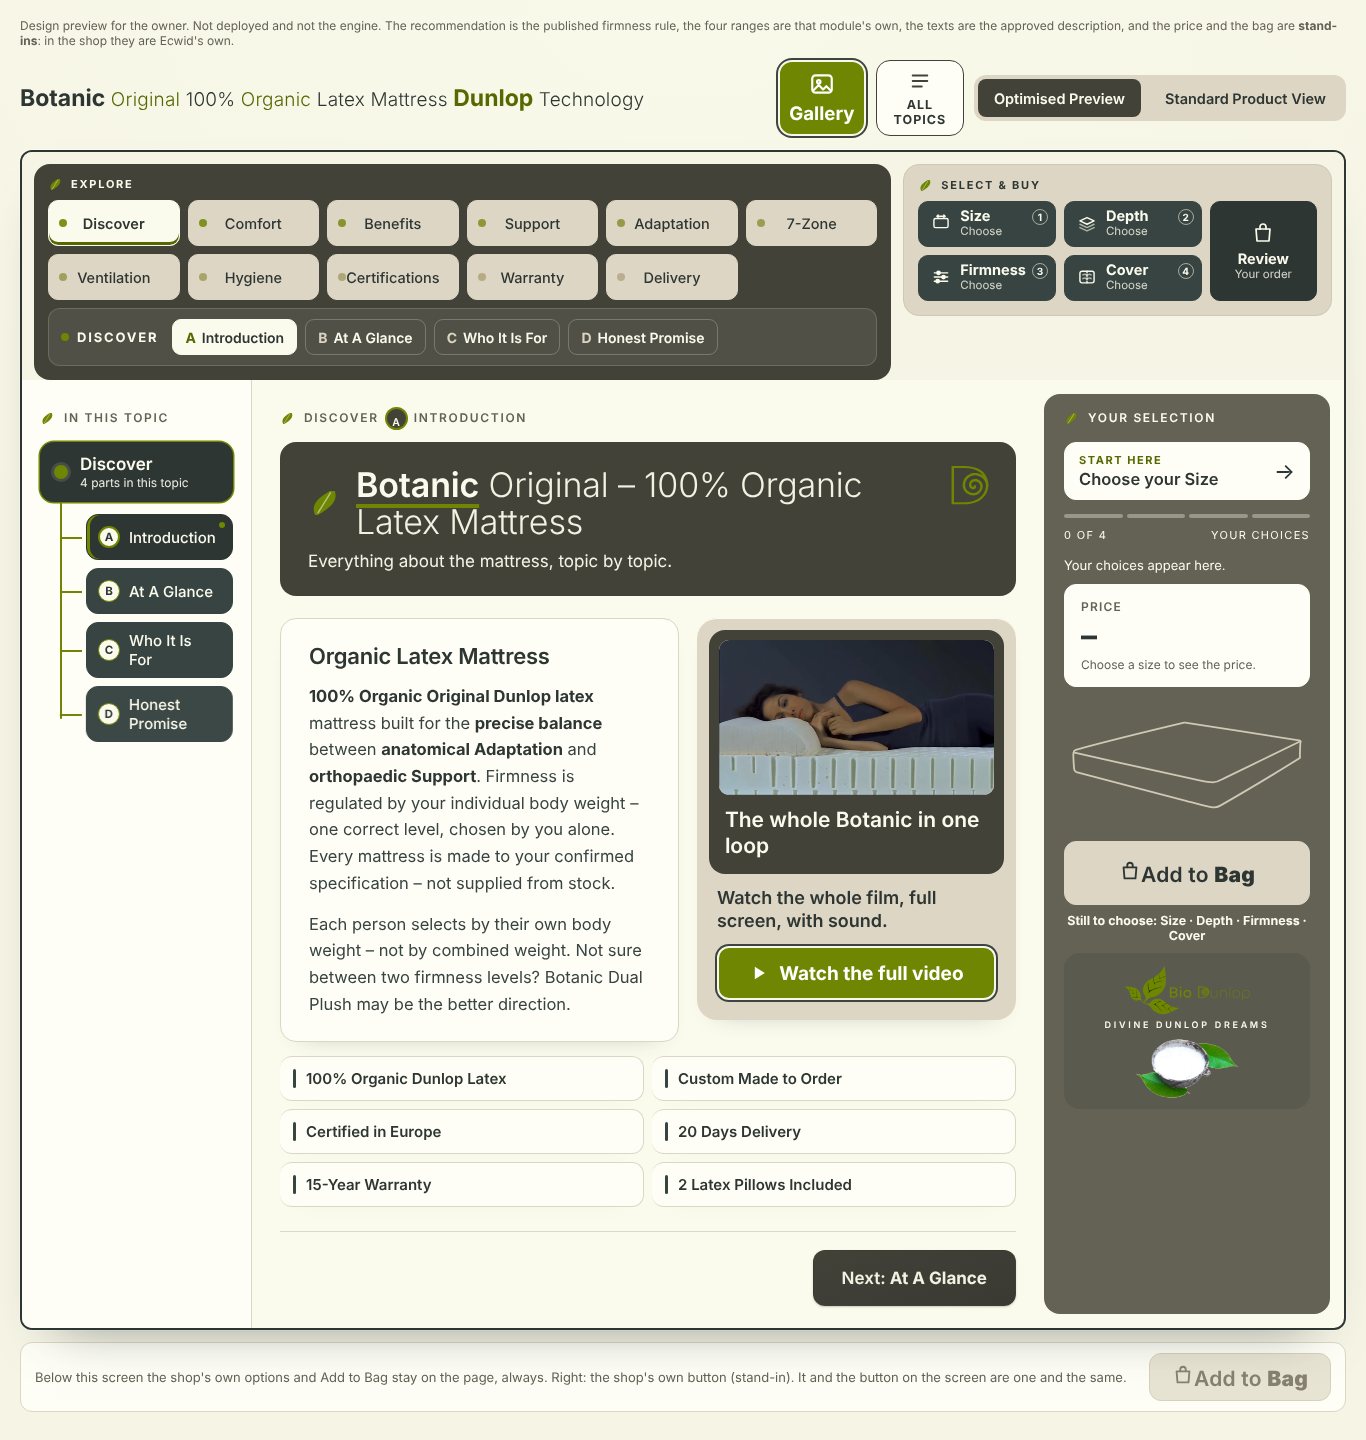 Design preview for the owner. Not deployed and not the engine. The recommendation is the published firmness rule, the four ranges are that module's own, the texts are the approved description, and the price and the bag are stand-
ins: in the shop they are Ecwid's own.
Botanic Original 100% Organic Latex Mattress Dunlop Technology
Gallery
ALL
TOPICS
Optimised Preview
Standard Product View
EXPLORE
Discover
Comfort
Benefits
Support
Adaptation
7-Zone
Ventilation
Hygiene
Certifications
Warranty
Delivery
DISCOVER
A Introduction
B At A Glance
C Who It Is For
D Honest Promise
SELECT & BUY
Size 1
Choose
Depth 2
Choose
Firmness 3
Choose
Cover 4
Choose
Review
Your order
IN THIS TOPIC
Discover
4 parts in this topic
A Introduction
B At A Glance
C Who It Is
For
D Honest
Promise
DISCOVER A INTRODUCTION
Botanic Original – 100% Organic
Latex Mattress
Everything about the mattress, topic by topic.
Organic Latex Mattress
100% Organic Original Dunlop latex
mattress built for the precise balance
between anatomical Adaptation and
orthopaedic Support. Firmness is
regulated by your individual body weight –
one correct level, chosen by you alone.
Every mattress is made to your confirmed
specification – not supplied from stock.
Each person selects by their own body
weight – not by combined weight. Not sure
between two firmness levels? Botanic Dual
Plush may be the better direction.
The whole Botanic in one
loop
Watch the whole film, full
screen, with sound.
Watch the full video
100% Organic Dunlop Latex
Custom Made to Order
Certified in Europe
20 Days Delivery
15-Year Warranty
2 Latex Pillows Included
Next: At A Glance
YOUR SELECTION
START HERE
Choose your Size
0 OF 4
YOUR CHOICES
Your choices appear here.
PRICE
–
Choose a size to see the price.
Add to Bag
Still to choose: Size · Depth · Firmness ·
Cover
Bio Dunlop
DIVINE DUNLOP DREAMS
Below this screen the shop's own options and Add to Bag stay on the page, always. Right: the shop's own button (stand-in). It and the button on the screen are one and the same.
Add to Bag